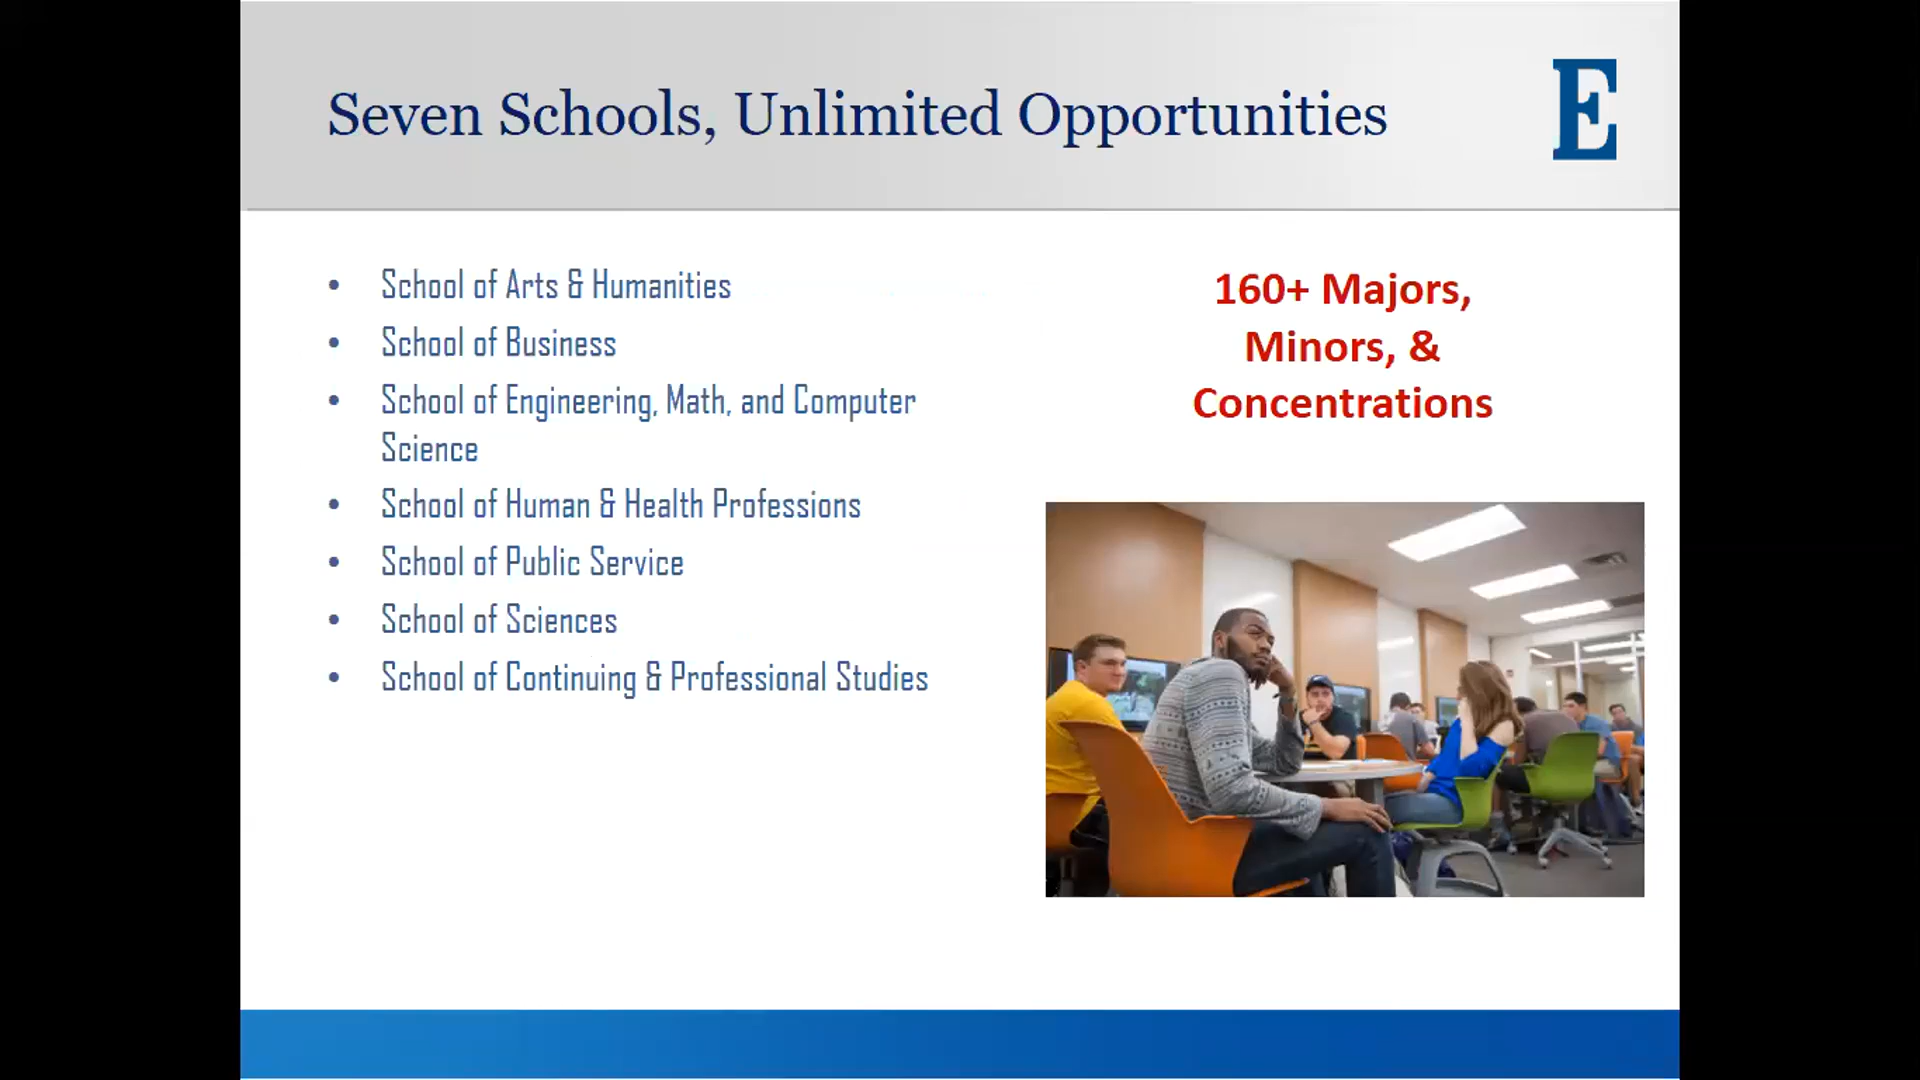 Seven Schools, Unlimited Opportunities
E
• School of Arts & Humanities
• School of Business
• School of Engineering, Math, and Computer
Science
• School of Human & Health Professions
• School of Public Service
• School of Sciences
• School of Continuing & Professional Studies
160+ Majors,
Minors, &
Concentrations